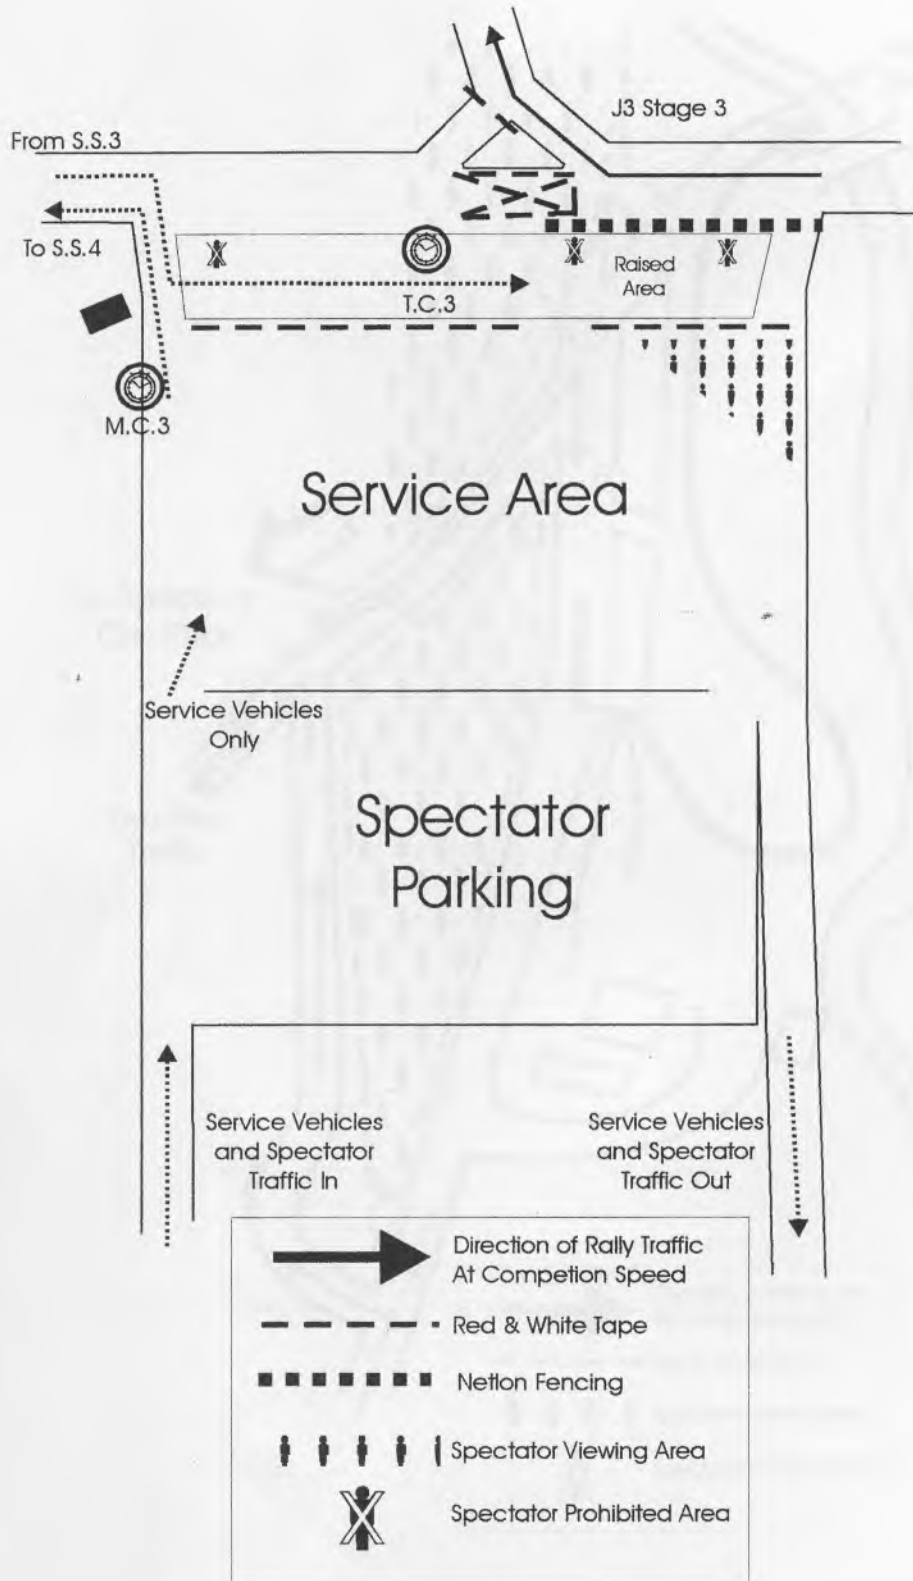 J3 Stage 3
From S.S.3
To S.S.4
Raised
Area
T.C.3
M.C.3
Service Area
Service Vehicles
Only
Spectator
Parking
Service Vehicles
and Spectator
Traffic In
Service Vehicles
and Spectator
Traffic Out
Direction of Rally Traffic
At Competion Speed
Red & White Tape
Netlon Fencing
Spectator Viewing Area
Spectator Prohibited Area